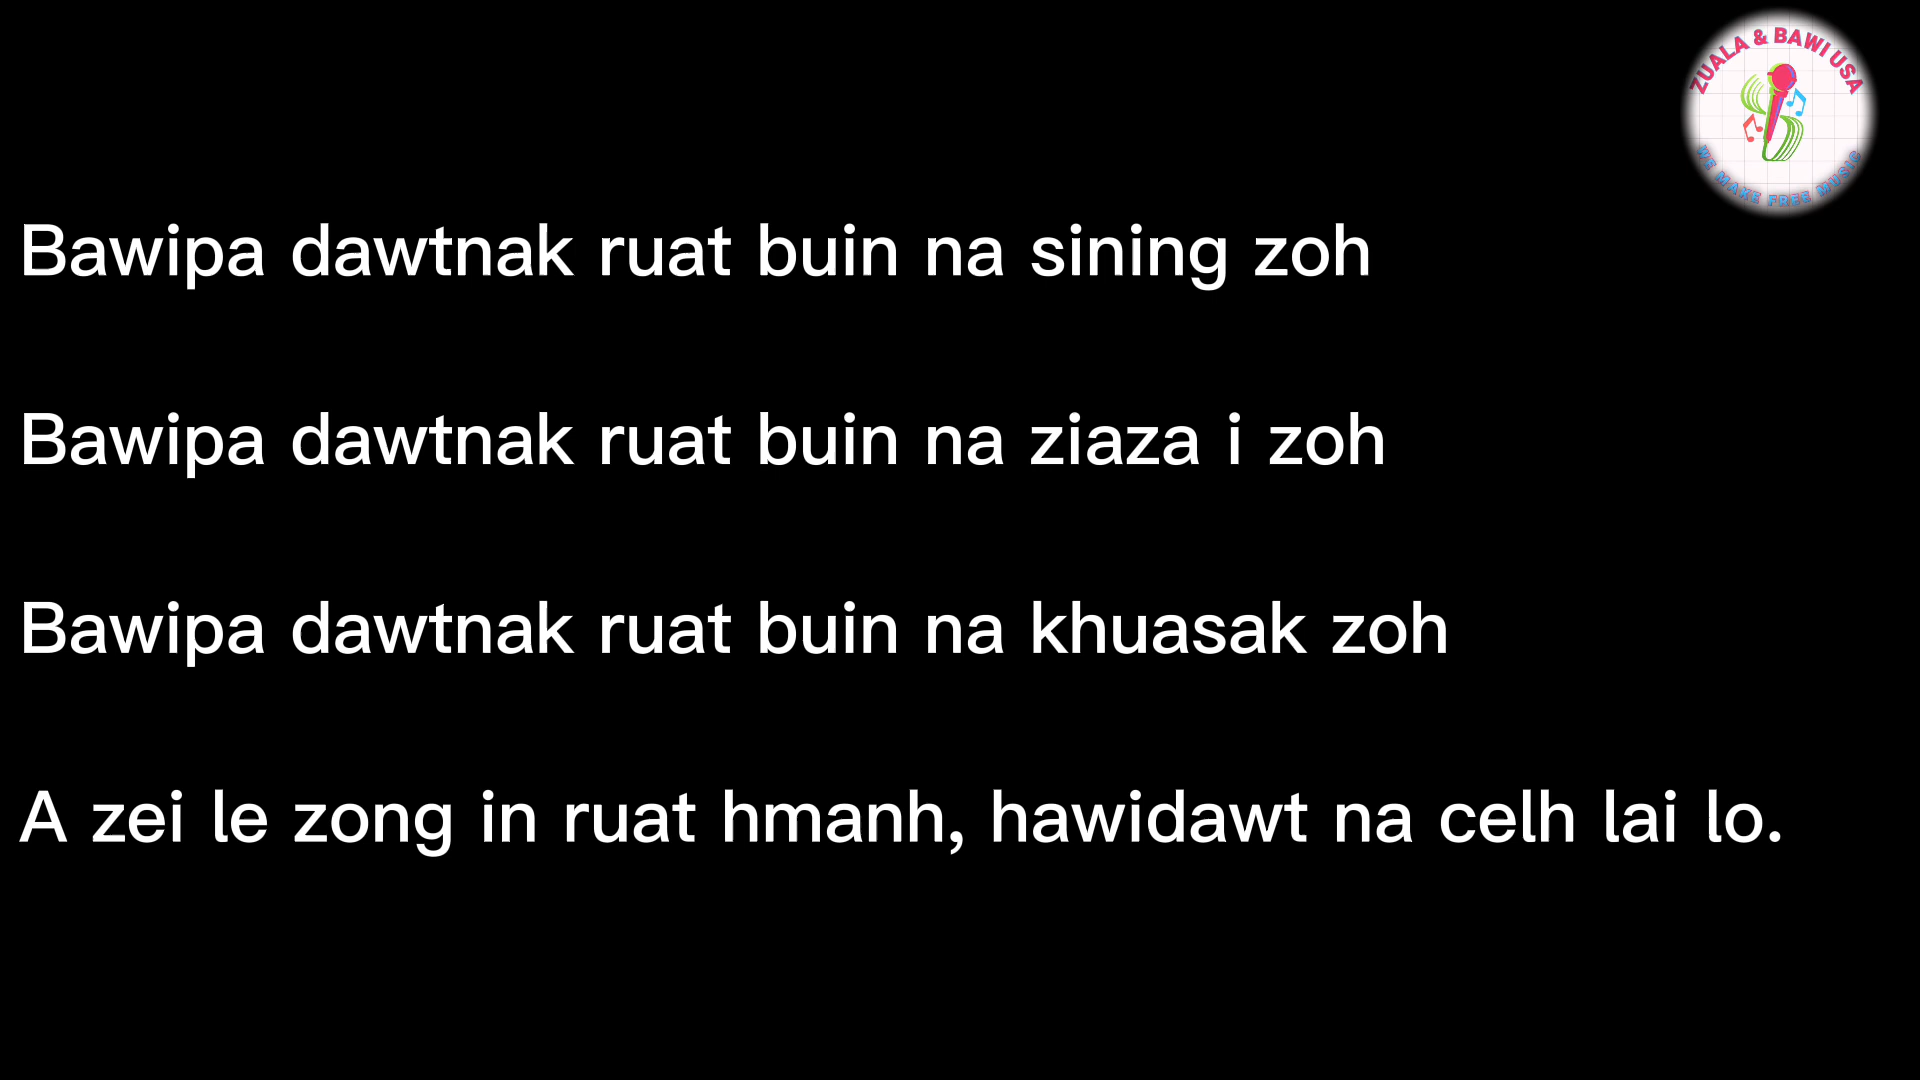 ZUALA & BAWI USA
WE MAKE FREE MUSIC
Bawipa dawtnak ruat buin na sining zoh
Bawipa dawtnak ruat buin na ziaza i zoh
Bawipa dawtnak ruat buin na khuasak zoh
A zei le zong in ruat hmanh, hawidawt na celh lai lo.